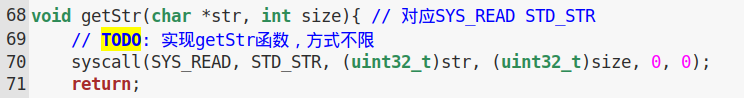 68 void getStr(char *str, int size){ // 对应SYS_READ STD_STR
69     // TODO: 实现getStr函数，方式不限
70     syscall(SYS_READ, STD_STR, (uint32_t)str, (uint32_t)size, 0, 0);
71     return;